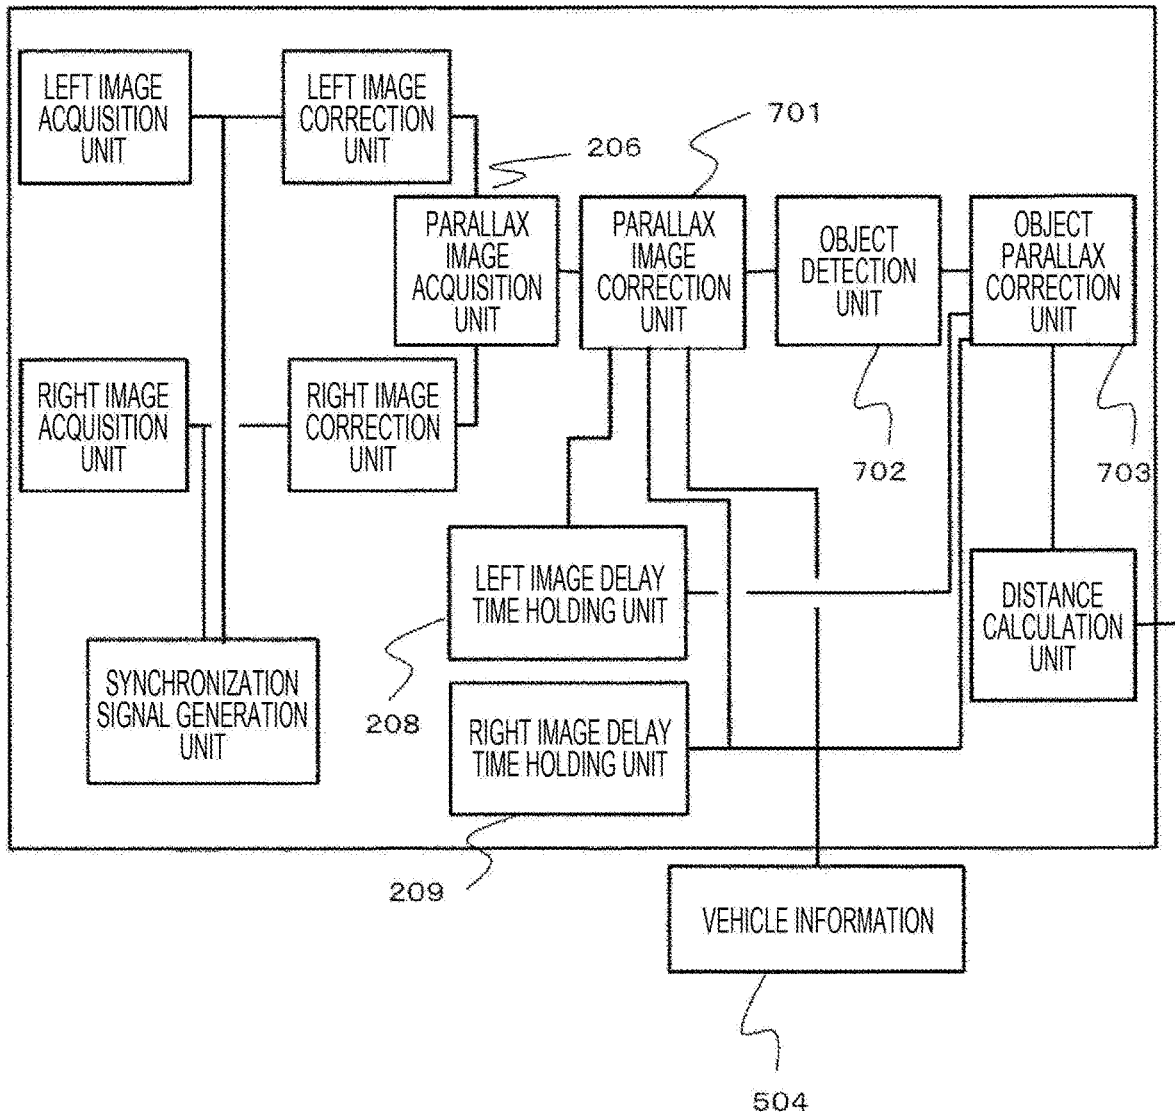 LEFT IMAGE
ACQUISITION
UNIT
LEFT IMAGE
CORRECTION
UNIT
701
206
PARALLAX
IMAGE
ACQUISITION
UNIT
PARALLAX
IMAGE
CORRECTION
UNIT
OBJECT
DETECTION
UNIT
OBJECT
PARALLAX
CORRECTION
UNIT
RIGHT IMAGE
ACQUISITION
UNIT
RIGHT IMAGE
CORRECTION
UNIT
702
703
LEFT IMAGE DELAY
TIME HOLDING UNIT
DISTANCE
CALCULATION
UNIT
SYNCHRONIZATION
SIGNAL GENERATION
UNIT
208
RIGHT IMAGE DELAY
TIME HOLDING UNIT
209
VEHICLE INFORMATION
504